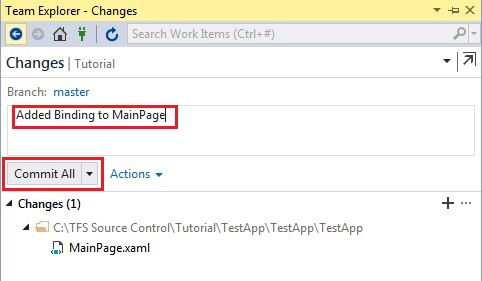 Team Explorer - Changes
Search Work Items (Ctrl+#)
Changes | Tutorial
Branch: master
Added Binding to MainPage
Commit All
Actions
Changes (1)
C:\TFS Source Control\Tutorial\TestApp\TestApp\TestApp
MainPage.xaml